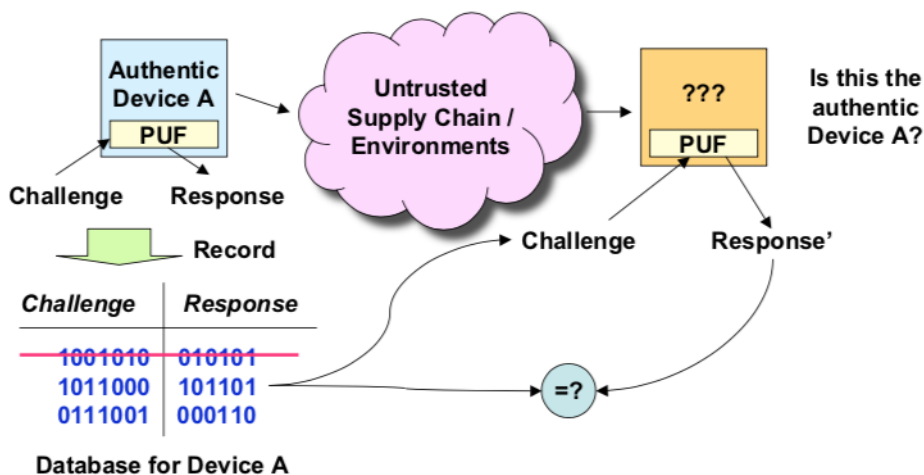 Authentic
Device A
PUF
Challenge
Response
Record
Untrusted
Supply Chain /
Environments
???
PUF
Is this the
authentic
Device A?
Challenge
Response’
Challenge Response
1001010 010101
1011000 101101
0111001 000110
=?
Database for Device A